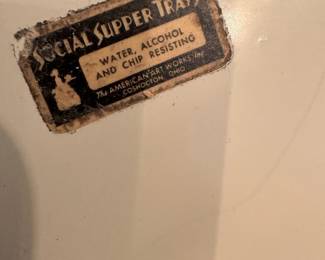 SOCIAL SUPPER TRAYS
WATER, ALCOHOL
AND CHIP RESISTING
The AMERICAN ART WORKS, Inc.
COSHOCTON, OHIO